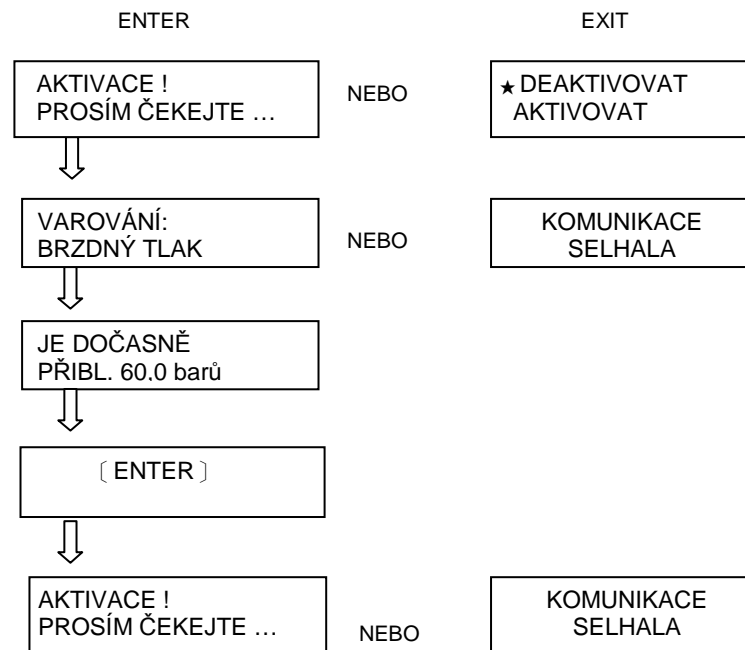 ENTER EXIT
AKTIVACE !
PROSÍM ČEKEJTE …
NEBO
★ DEAKTIVOVAT
AKTIVOVAT
VAROVÁNÍ:
BRZDNÝ TLAK
NEBO
KOMUNIKACE
SELHALA
JE DOČASNĚ
PŘIBL. 60,0 barů
〔 ENTER 〕
AKTIVACE !
PROSÍM ČEKEJTE …
NEBO
KOMUNIKACE
SELHALA